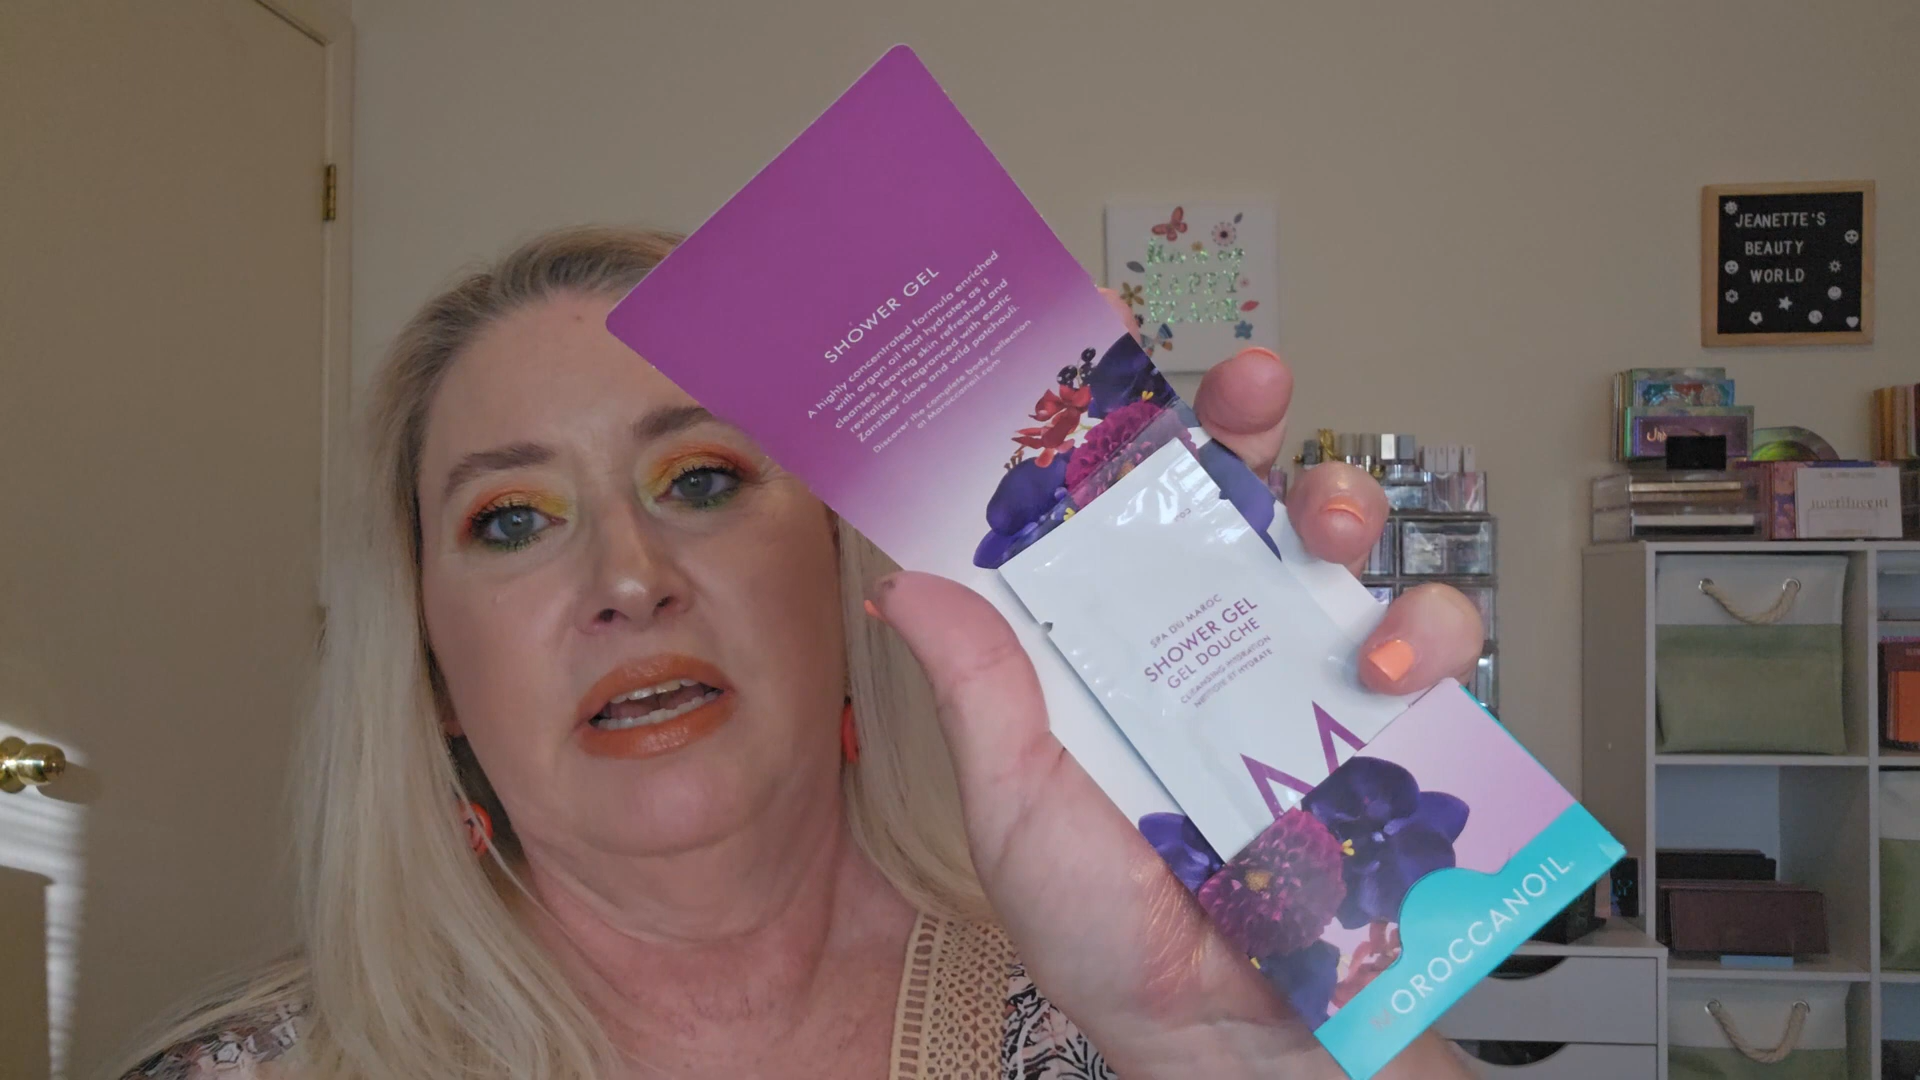 SHOWER GEL
A highly concentrated formula enriched
with argan oil that hydrates as it
cleanses, leaving skin refreshed and
revitalized. Fragranced with exotic
Zanzibar clove and wild patchouli.
Discover the complete body collection
at Moroccanoil.com
SPA DU MAROC
SHOWER GEL
GEL DOUCHE
CLEANSING HYDRATION
NETTOIE ET HYDRATE
M
MOROCCANOIL
HAPPY
PLACE
JEANETTE'S
BEAUTY
WORLD